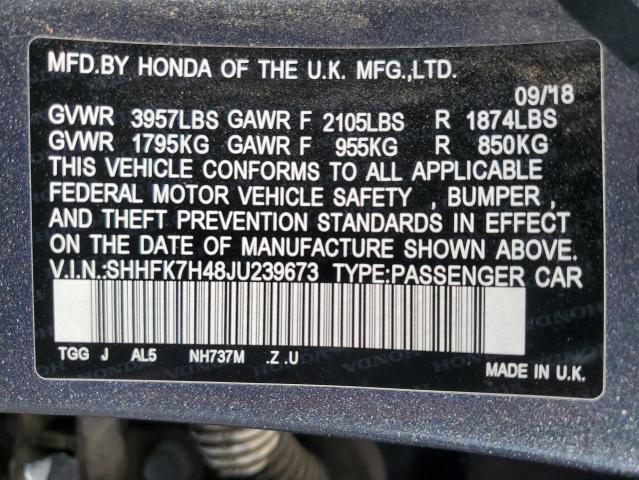 MFD.BY HONDA OF THE U.K. MFG.,LTD.
09/18
GVWR 3957LBS GAWR F 2105LBS R 1874LBS
GVWR 1795KG GAWR F 955KG R 850KG
THIS VEHICLE CONFORMS TO ALL APPLICABLE
FEDERAL MOTOR VEHICLE SAFETY , BUMPER ,
AND THEFT PREVENTION STANDARDS IN EFFECT
ON THE DATE OF MANUFACTURE SHOWN ABOVE.
V.I.N.:SHHFK7H48JU239673 TYPE:PASSENGER CAR
TGG J AL5 NH737M .Z .U
MADE IN U.K.